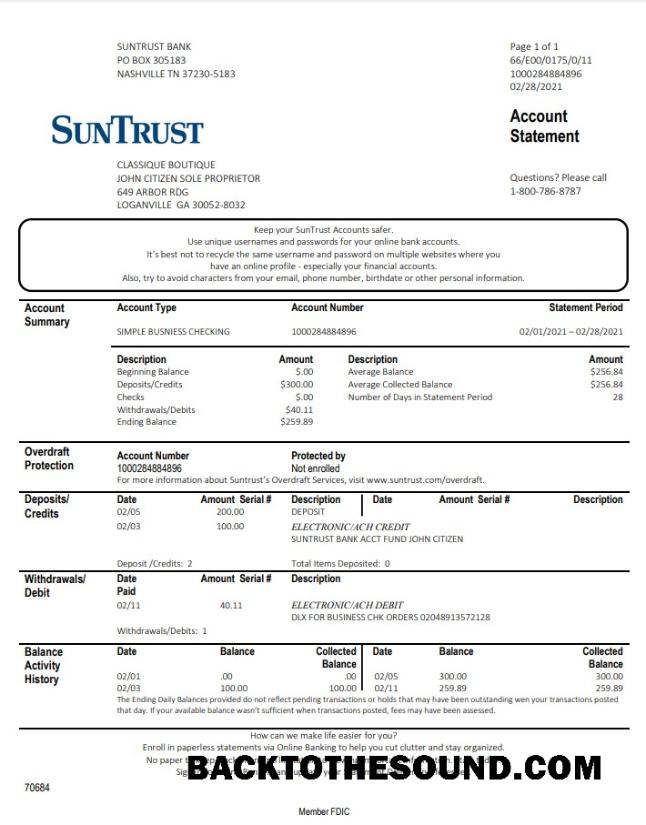 SUNTRUST BANK
PO BOX 305183
NASHVILLE TN 37230-5183
Page 1 of 1
66/E00/0175/0/11
1000284884896
02/28/2021
SUNTRUST
Account
Statement
CLASSIQUE BOUTIQUE
JOHN CITIZEN SOLE PROPRIETOR
649 ARBOR RDG
LOGANVILLE GA 30052-8032
Questions? Please call
1-800-786-8787
Keep your SunTrust Accounts safer.
Use unique usernames and passwords for your online bank accounts.
It's best not to recycle the same username and password on multiple websites where you
have an online profile - especially your financial accounts.
Also, try to avoid characters from your email, phone number, birthdate or other personal information.
Account Summary
Account Type Account Number Statement Period
SIMPLE BUSNIESS CHECKING 1000284884896 02/01/2021 – 02/28/2021
Description Amount Description Amount
Beginning Balance $.00 Average Balance $256.84
Deposits/Credits $300.00 Average Collected Balance $256.84
Checks $.00 Number of Days in Statement Period 28
Withdrawals/Debits $40.11
Ending Balance $259.89
Overdraft Protection
Account Number Protected by
1000284884896 Not enrolled
For more information about Suntrust's Overdraft Services, visit www.suntrust.com/overdraft.
Deposits/ Credits
Date Amount Serial # Description Date Amount Serial # Description
02/05 200.00 DEPOSIT
02/03 100.00 ELECTRONIC/ACH CREDIT
SUNTRUST BANK ACCT FUND JOHN CITIZEN
Deposit /Credits: 2 Total Items Deposited: 0
Withdrawals/ Debit
Date Paid Amount Serial # Description
02/11 40.11 ELECTRONIC/ACH DEBIT
DLX FOR BUSINESS CHK ORDERS 02048913572128
Withdrawals/Debits: 1
Balance Activity History
Date Balance Collected Balance Date Balance Collected Balance
02/01 .00 .00 02/05 300.00 300.00
02/03 100.00 100.00 02/11 259.89 259.89
The Ending Daily Balances provided do not reflect pending transactions or holds that may have been outstanding wen your transactions posted
that day. If your available balance wasn't sufficient when transactions posted, fees may have been assessed.
How can we make life easier for you?
Enroll in paperless statements via Online Banking to help you cut clutter and stay organized.
No paper
BACKTOTHESOUND.COM
70684
Member FDIC